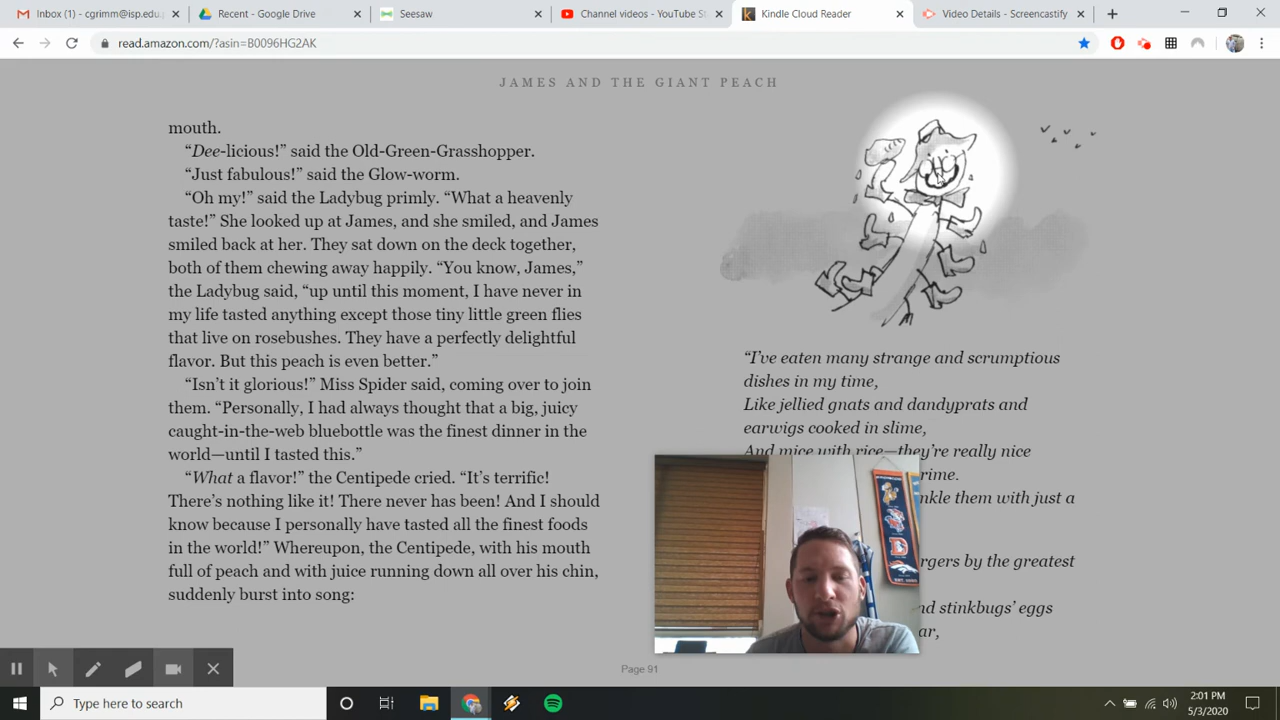 Inbox (1) - cgrimm@isp.edu.
Recent - Google Drive
Seesaw
Channel videos - YouTube St
Kindle Cloud Reader
Video Details - Screencastify
read.amazon.com/?asin=B0096HG2AK
JAMES AND THE GIANT PEACH
mouth.
“Dee-licious!” said the Old-Green-Grasshopper.
“Just fabulous!” said the Glow-worm.
“Oh my!” said the Ladybug primly. “What a heavenly
taste!” She looked up at James, and she smiled, and James
smiled back at her. They sat down on the deck together,
both of them chewing away happily. “You know, James,”
the Ladybug said, “up until this moment, I have never in
my life tasted anything except those tiny little green flies
that live on rosebushes. They have a perfectly delightful
flavor. But this peach is even better.”
“Isn’t it glorious!” Miss Spider said, coming over to join
them. “Personally, I had always thought that a big, juicy
caught-in-the-web bluebottle was the finest dinner in the
world—until I tasted this.”
“What a flavor!” the Centipede cried. “It’s terrific!
There’s nothing like it! There never has been! And I should
know because I personally have tasted all the finest foods
in the world!” Whereupon, the Centipede, with his mouth
full of peach and with juice running down all over his chin,
suddenly burst into song:
“I’ve eaten many strange and scrumptious
dishes in my time,
Like jellied gnats and dandyprats and
earwigs cooked in slime,
And mice with rice—they’re really nice
rime.
nkle them with just a
rgers by the greatest
nd stinkbugs’ eggs
ar,
Page 91
Type here to search
2:01 PM
5/3/2020